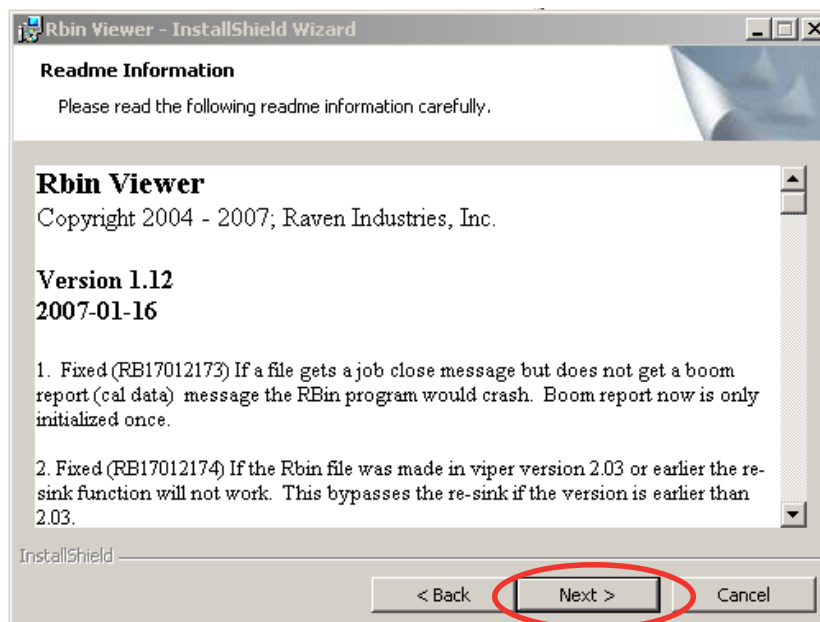 Rbin Viewer - InstallShield Wizard
Readme Information
Please read the following readme information carefully.
Rbin Viewer
Copyright 2004 - 2007; Raven Industries, Inc.
Version 1.12
2007-01-16
1. Fixed (RB17012173) If a file gets a job close message but does not get a boom
report (cal data) message the RBin program would crash. Boom report now is only
initialized once.
2. Fixed (RB17012174) If the Rbin file was made in viper version 2.03 or earlier the re-
sink function will not work. This bypasses the re-sink if the version is earlier than
2.03.
InstallShield
< Back Next > Cancel